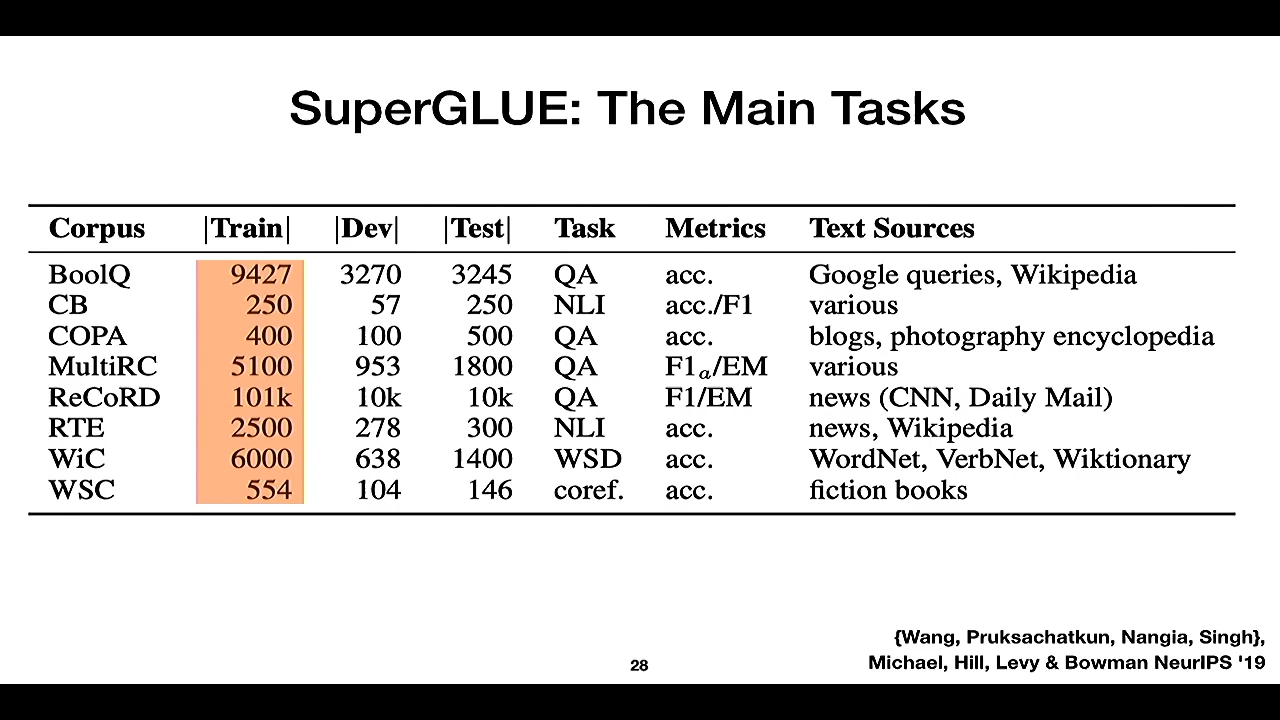 SuperGLUE: The Main Tasks
Corpus |Train| |Dev| |Test| Task Metrics Text Sources
BoolQ 9427 3270 3245 QA acc. Google queries, Wikipedia
CB 250 57 250 NLI acc./F1 various
COPA 400 100 500 QA acc. blogs, photography encyclopedia
MultiRC 5100 953 1800 QA F1a/EM various
ReCoRD 101k 10k 10k QA F1/EM news (CNN, Daily Mail)
RTE 2500 278 300 NLI acc. news, Wikipedia
WiC 6000 638 1400 WSD acc. WordNet, VerbNet, Wiktionary
WSC 554 104 146 coref. acc. fiction books
{Wang, Pruksachatkun, Nangia, Singh},
Michael, Hill, Levy & Bowman NeurIPS '19
28